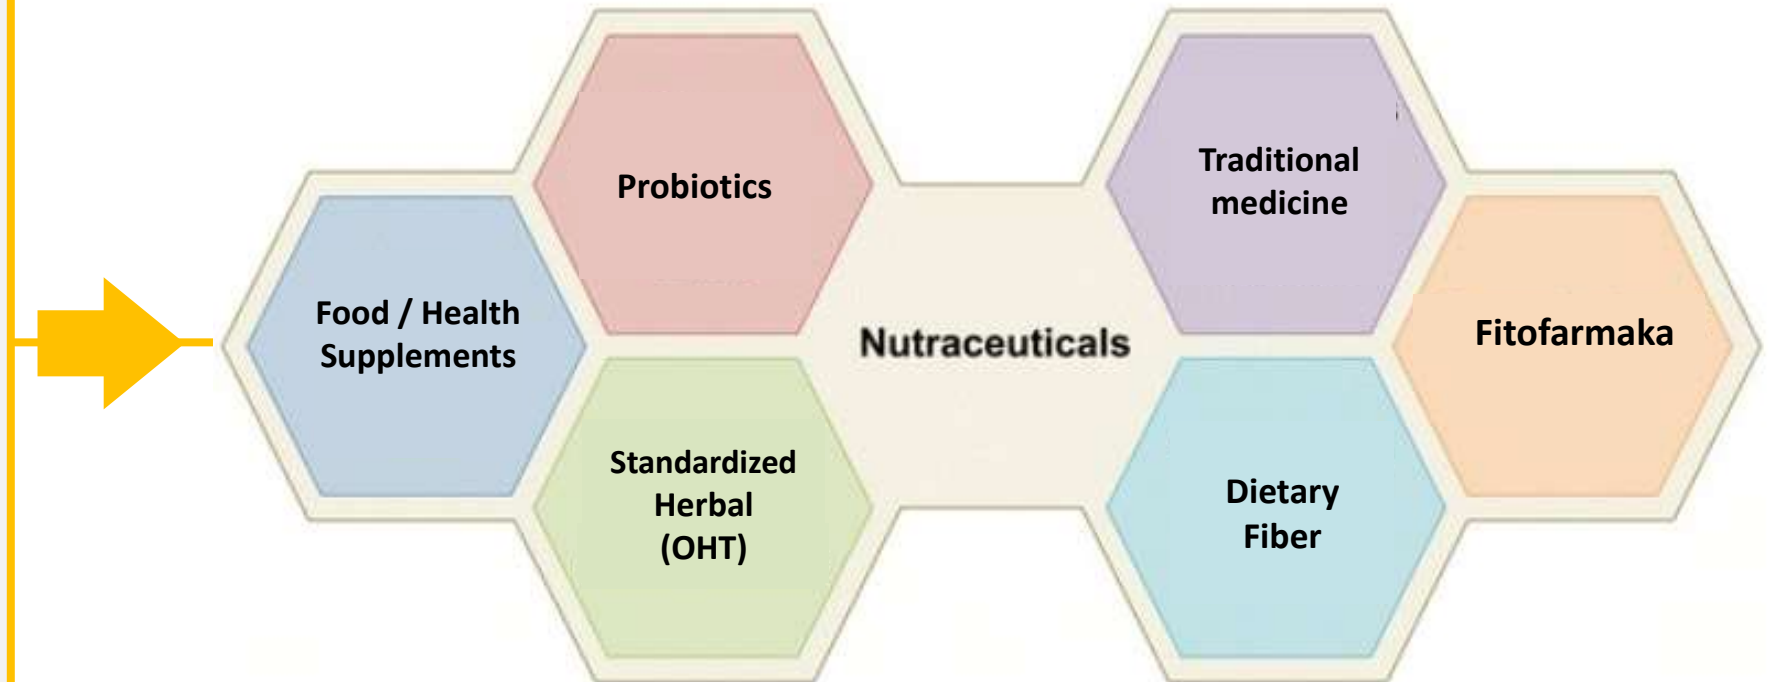 Probiotics
Traditional
medicine
Food / Health
Supplements
Nutraceuticals
Fitofarmaka
Standardized
Herbal
(OHT)
Dietary
Fiber